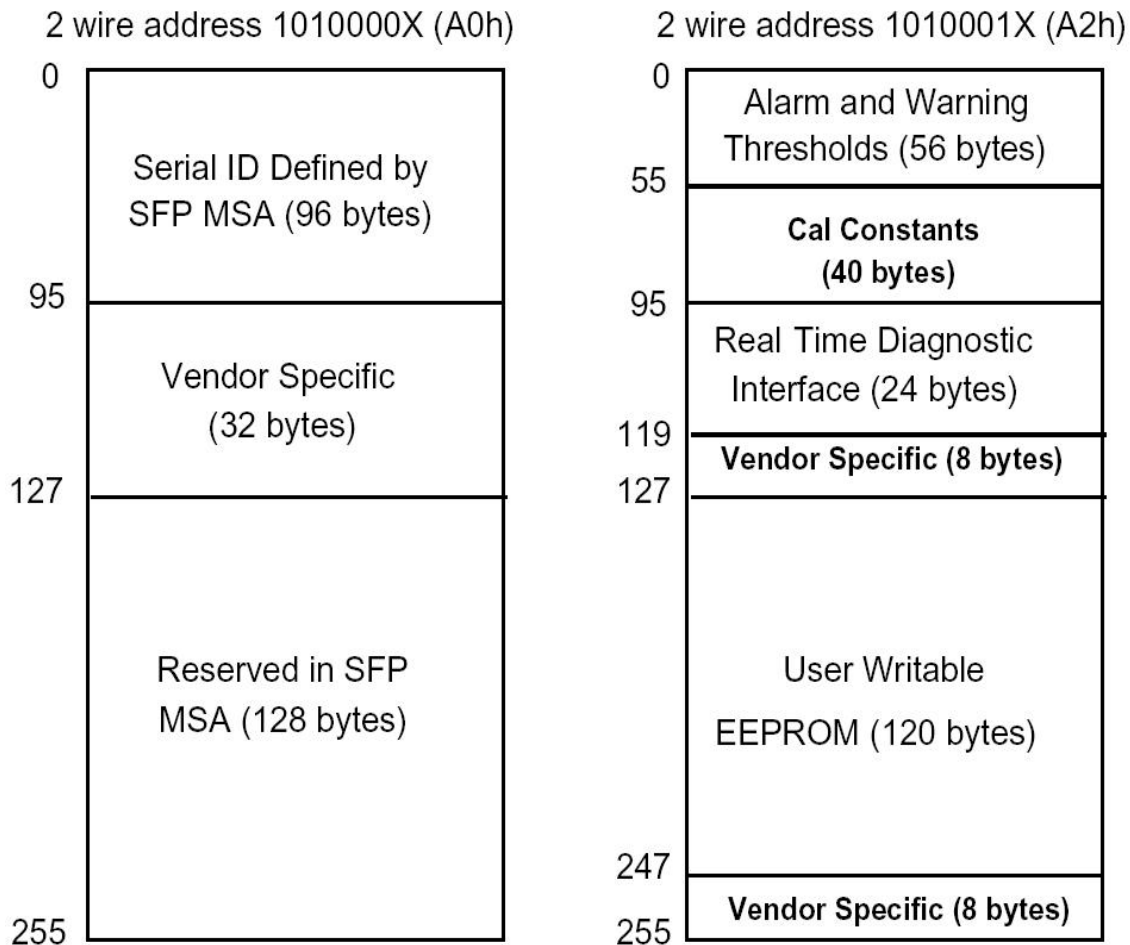 2 wire address 1010000X (A0h)
0
Serial ID Defined by
SFP MSA (96 bytes)
95
Vendor Specific
(32 bytes)
127
Reserved in SFP
MSA (128 bytes)
255
2 wire address 1010001X (A2h)
0
Alarm and Warning
Thresholds (56 bytes)
55
Cal Constants
(40 bytes)
95
Real Time Diagnostic
Interface (24 bytes)
119
Vendor Specific (8 bytes)
127
User Writable
EEPROM (120 bytes)
247
Vendor Specific (8 bytes)
255